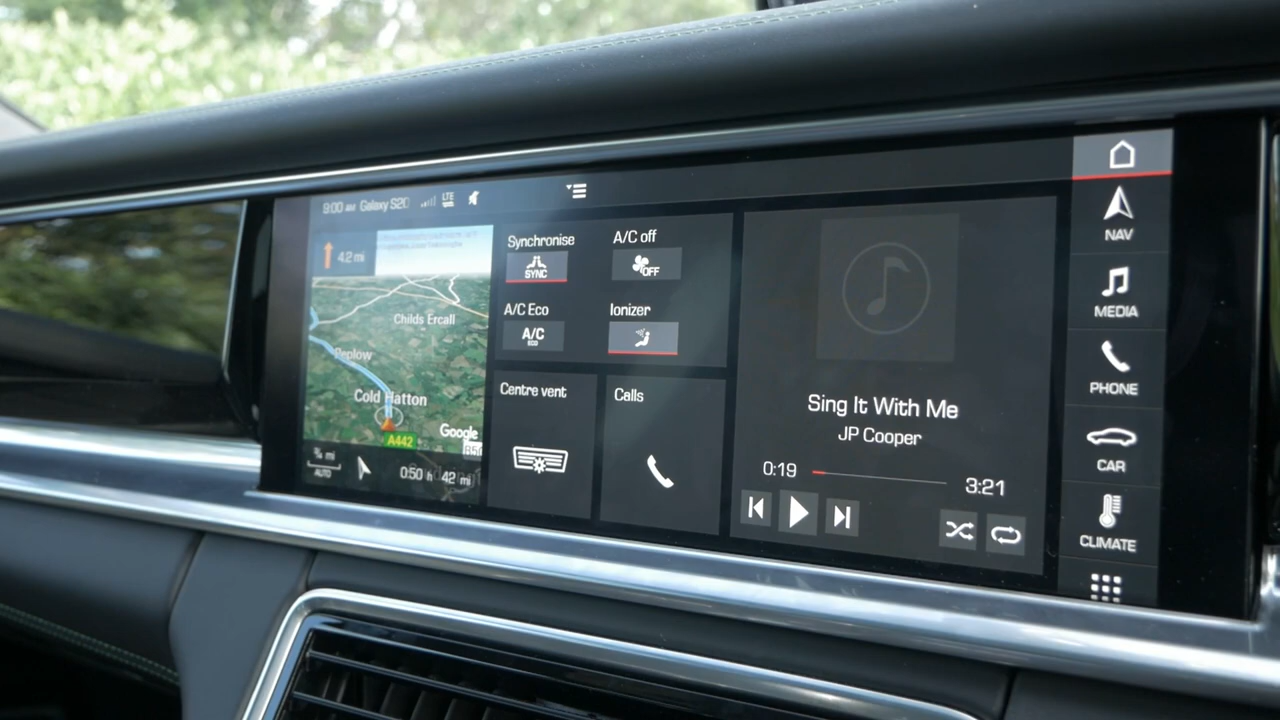 9:00 AM Galaxy S20
LTE
4.2 mi
Childs Ercall
Peplow
Cold Hatton
A442
Google
AUTO
0:50 h 42 mi
Synchronise
SYNC
A/C off
OFF
A/C Eco
A/C
ECO
Ionizer
Centre vent
Calls
Sing It With Me
JP Cooper
0:19
3:21
NAV
MEDIA
PHONE
CAR
CLIMATE